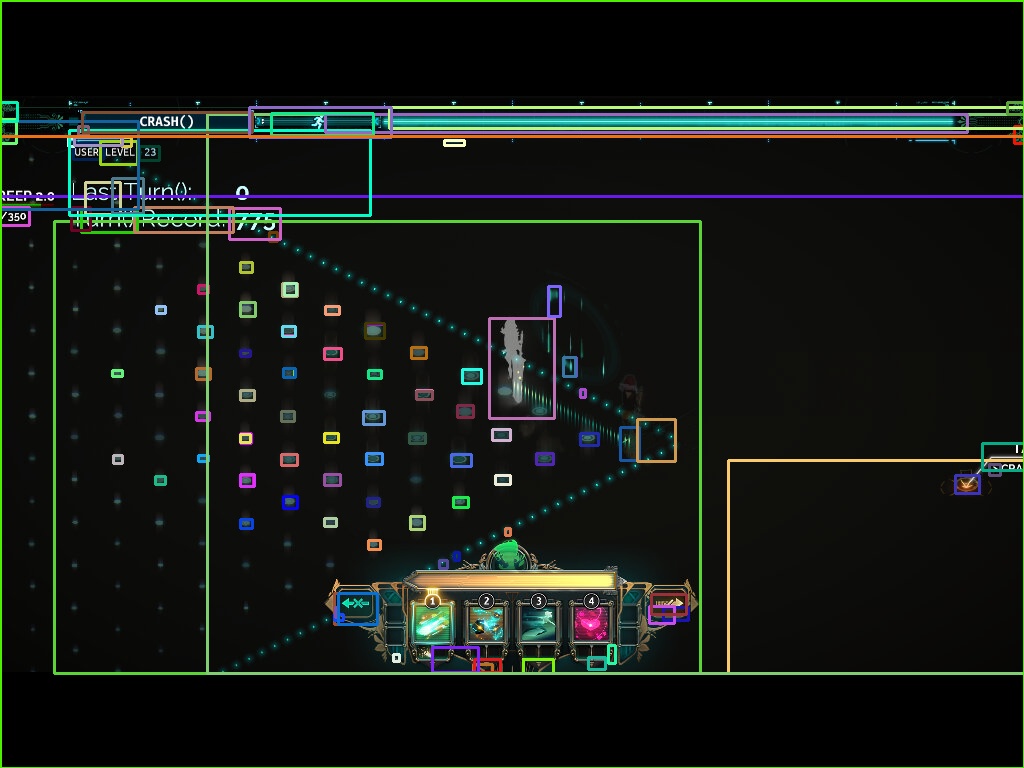 CRASH()
USER LEVEL 23
REEP 2.0
Last Turn(): 0
/350
Turn() Record: 775
1 2 3 4